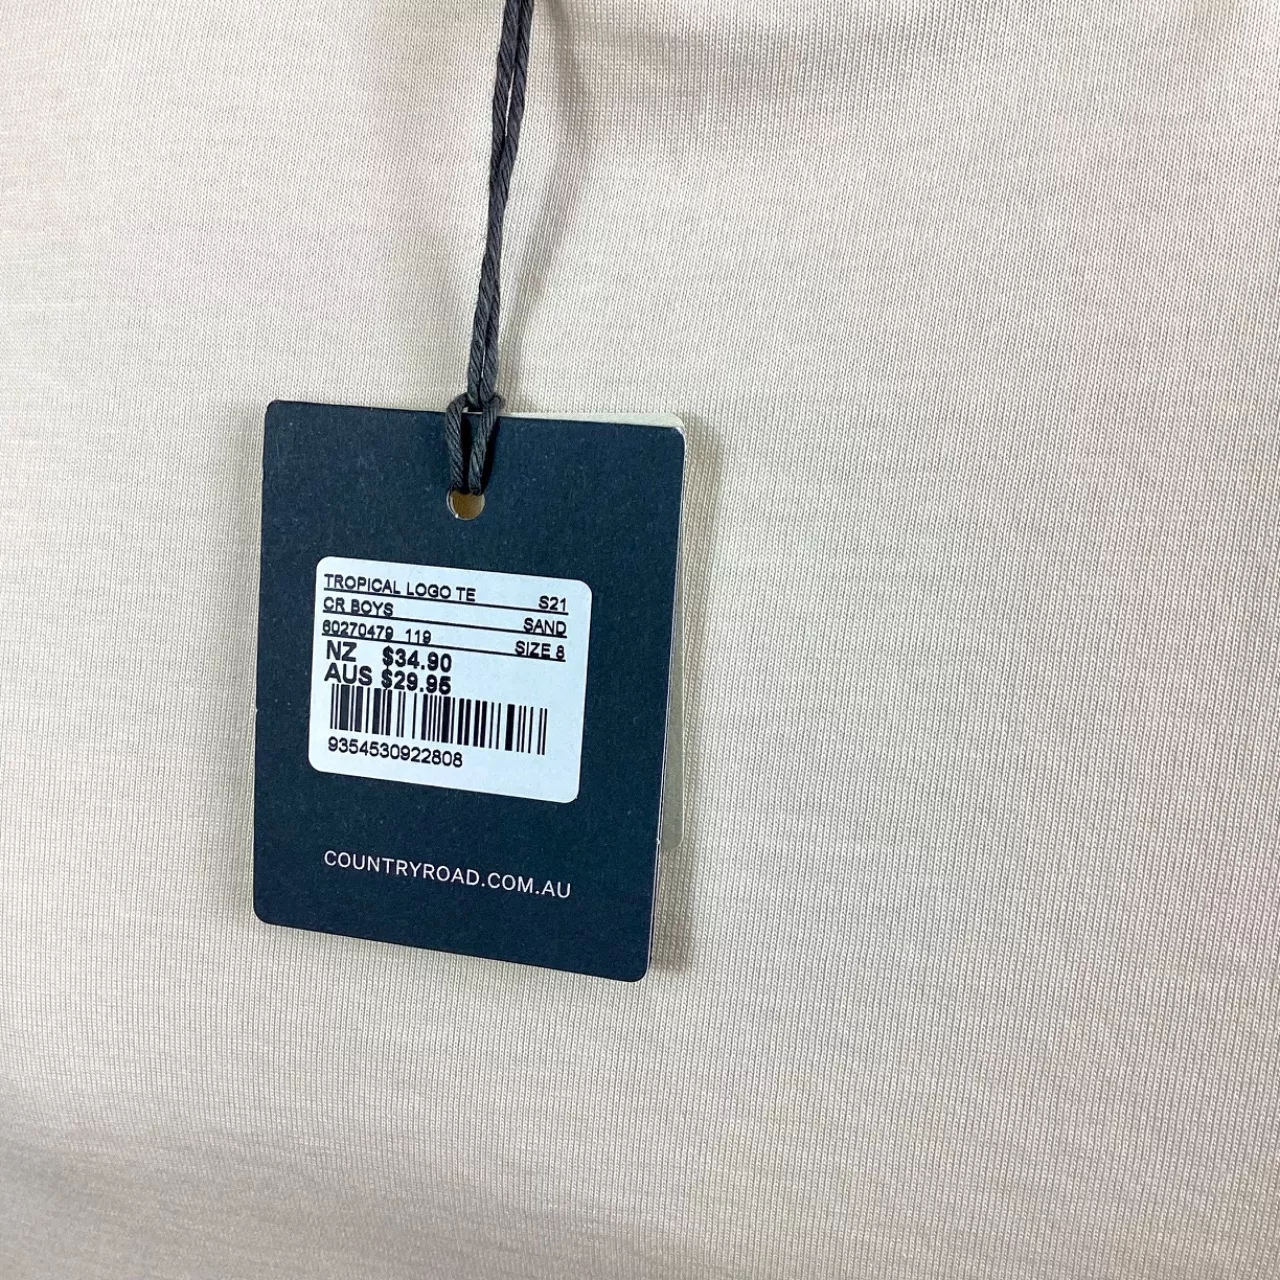 TROPICAL LOGO TE S21
CR BOYS SAND
60270479 119 SIZE 8
NZ $34.90
AUS $29.95
9354530922808
COUNTRYROAD.COM.AU